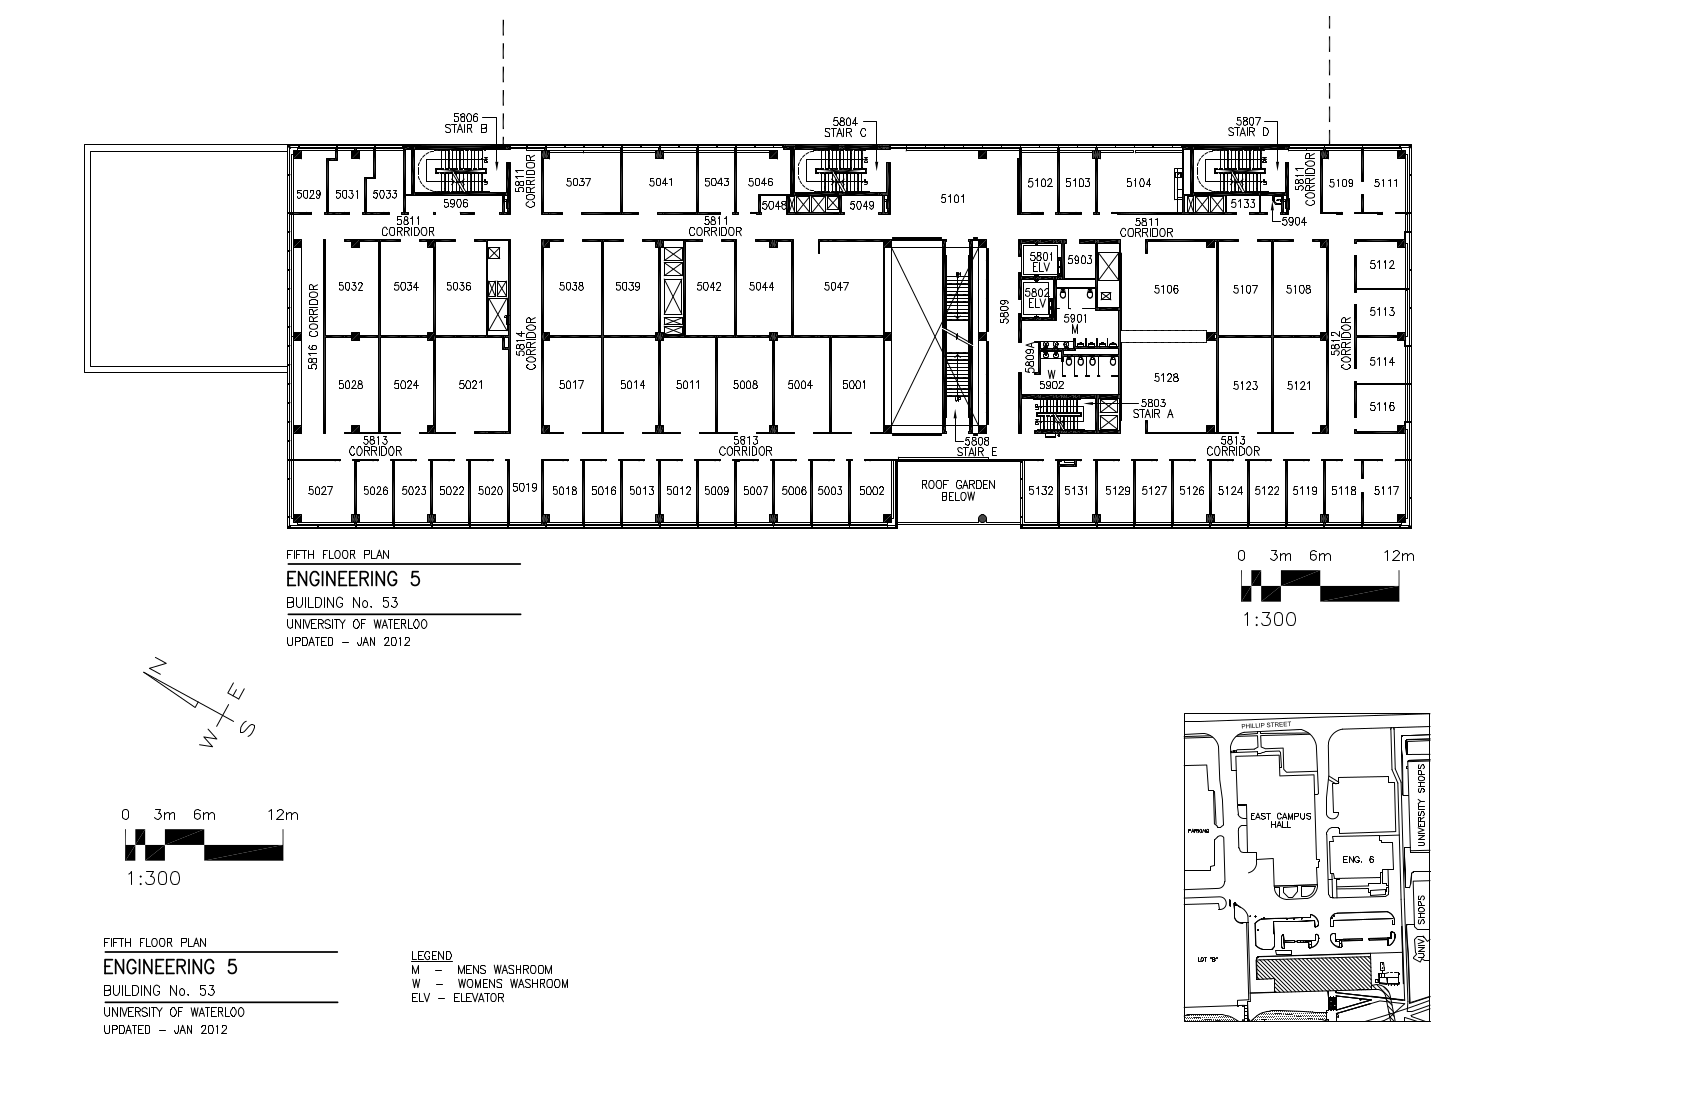 5806
STAIR B
5804
STAIR C
5807
STAIR D
5029
5031
5033
5906
5811
CORRIDOR
5037
5041
5043
5046
5048
5049
5101
5102
5103
5104
5133
5904
5811
CORRIDOR
5109
5111
5811
CORRIDOR
5811
CORRIDOR
5811
CORRIDOR
5816 CORRIDOR
5032
5034
5036
5814
CORRIDOR
5038
5039
5042
5044
5047
5809
5801
ELV
5802
ELV
5903
5901
M
5809A
W
5902
5106
5107
5108
5812
CORRIDOR
5112
5113
5114
5116
5028
5024
5021
5017
5014
5011
5008
5004
5001
DN
UP
5128
5123
5121
5803
STAIR A
5808
STAIR E
5813
CORRIDOR
5813
CORRIDOR
5813
CORRIDOR
5027
5026
5023
5022
5020
5019
5018
5016
5013
5012
5009
5007
5006
5003
5002
ROOF GARDEN
BELOW
5132
5131
5129
5127
5126
5124
5122
5119
5118
5117
FIFTH FLOOR PLAN
ENGINEERING 5
BUILDING No. 53
UNIVERSITY OF WATERLOO
UPDATED – JAN 2012
0 3m 6m 12m
1:300
N
E
W
S
0 3m 6m 12m
1:300
FIFTH FLOOR PLAN
ENGINEERING 5
BUILDING No. 53
UNIVERSITY OF WATERLOO
UPDATED – JAN 2012
LEGEND
M – MENS WASHROOM
W – WOMENS WASHROOM
ELV – ELEVATOR
PHILLIP STREET
EAST CAMPUS
HALL
PARKING
ENG. 6
UNIVERSITY SHOPS
SHOPS
UNIV
LOT "B"